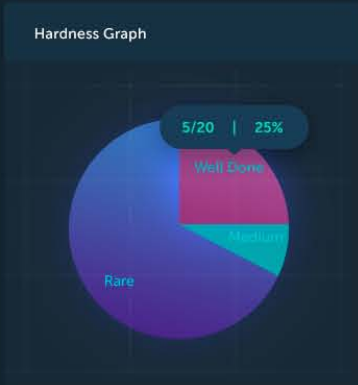 Hardness Graph
5/20 | 25%
Well Done
Medium
Rare